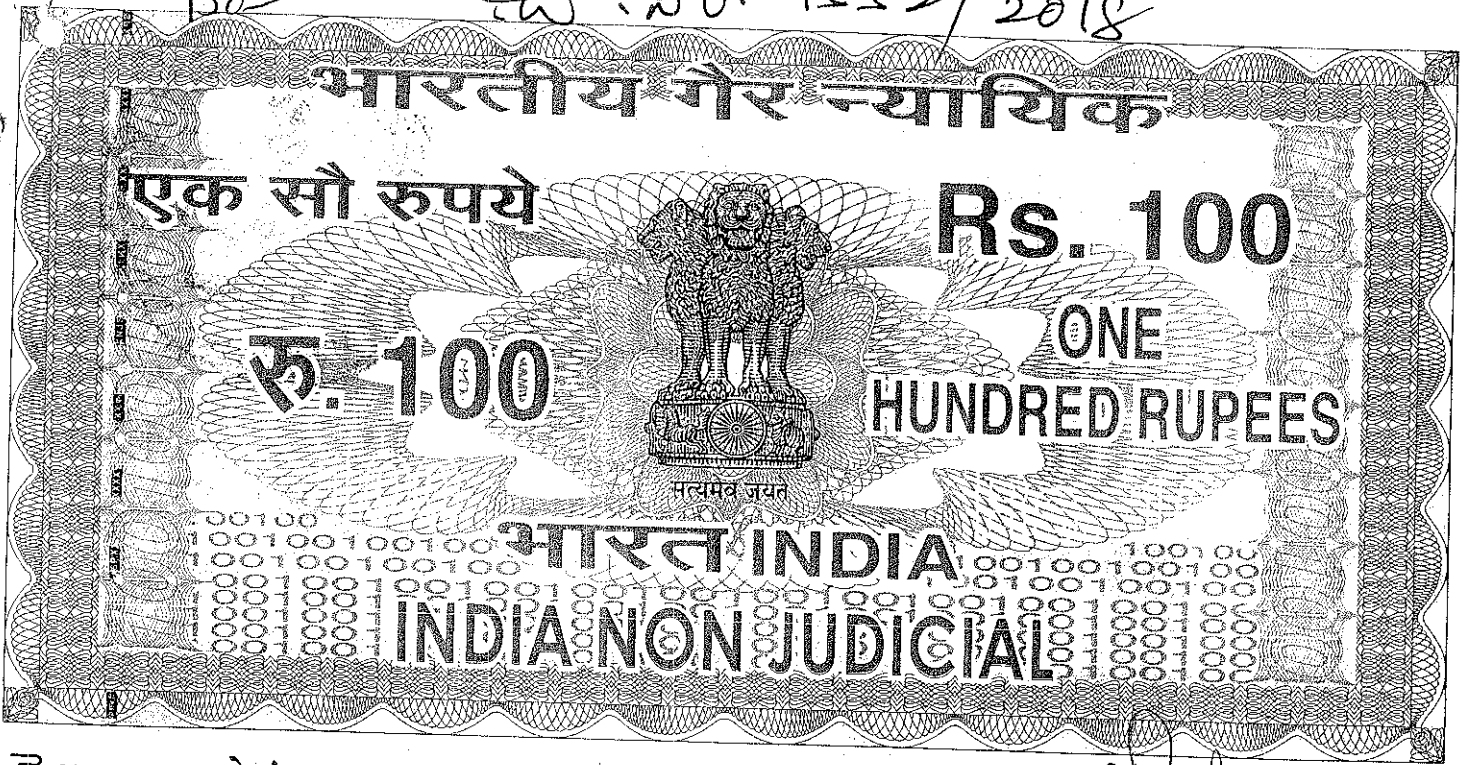 2018
भारतीय गैर न्यायिक
एक सौ रुपये
Rs. 100
रु. 100
ONE
HUNDRED RUPEES
सत्यमेव जयते
भारत INDIA
INDIA NON JUDICIAL